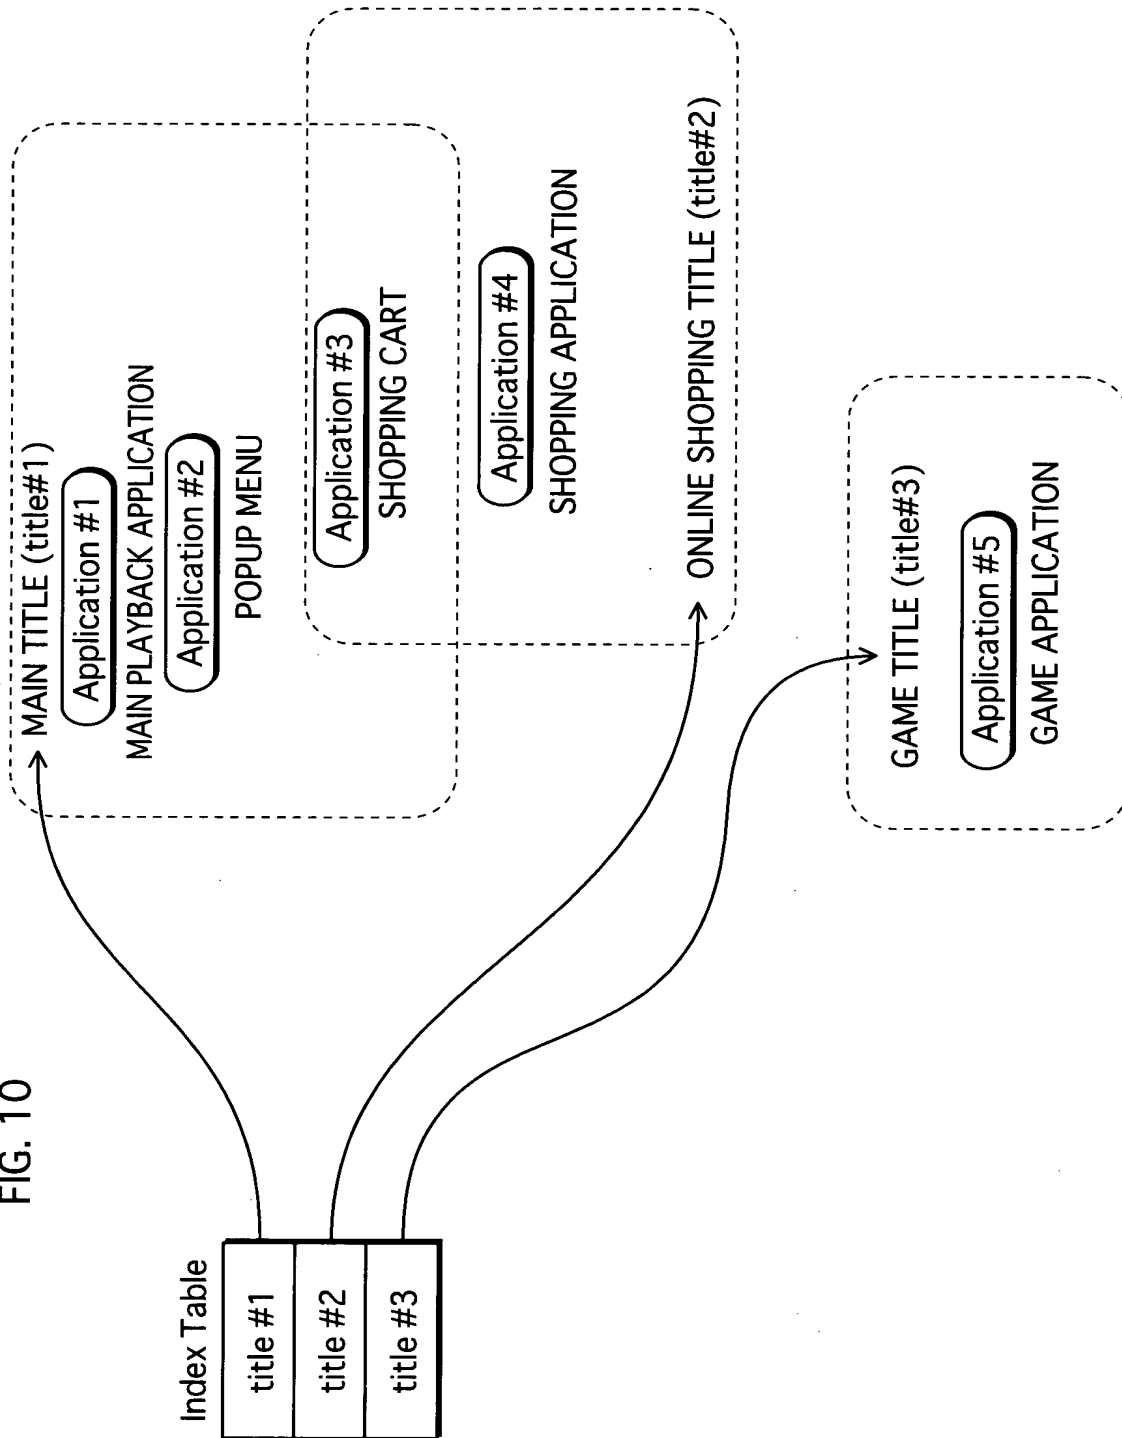 FIG. 10
Index Table
title #1
title #2
title #3
MAIN TITLE (title#1)
Application #1
MAIN PLAYBACK APPLICATION
Application #2
POPUP MENU
Application #3
SHOPPING CART
Application #4
SHOPPING APPLICATION
ONLINE SHOPPING TITLE (title#2)
GAME TITLE (title#3)
Application #5
GAME APPLICATION